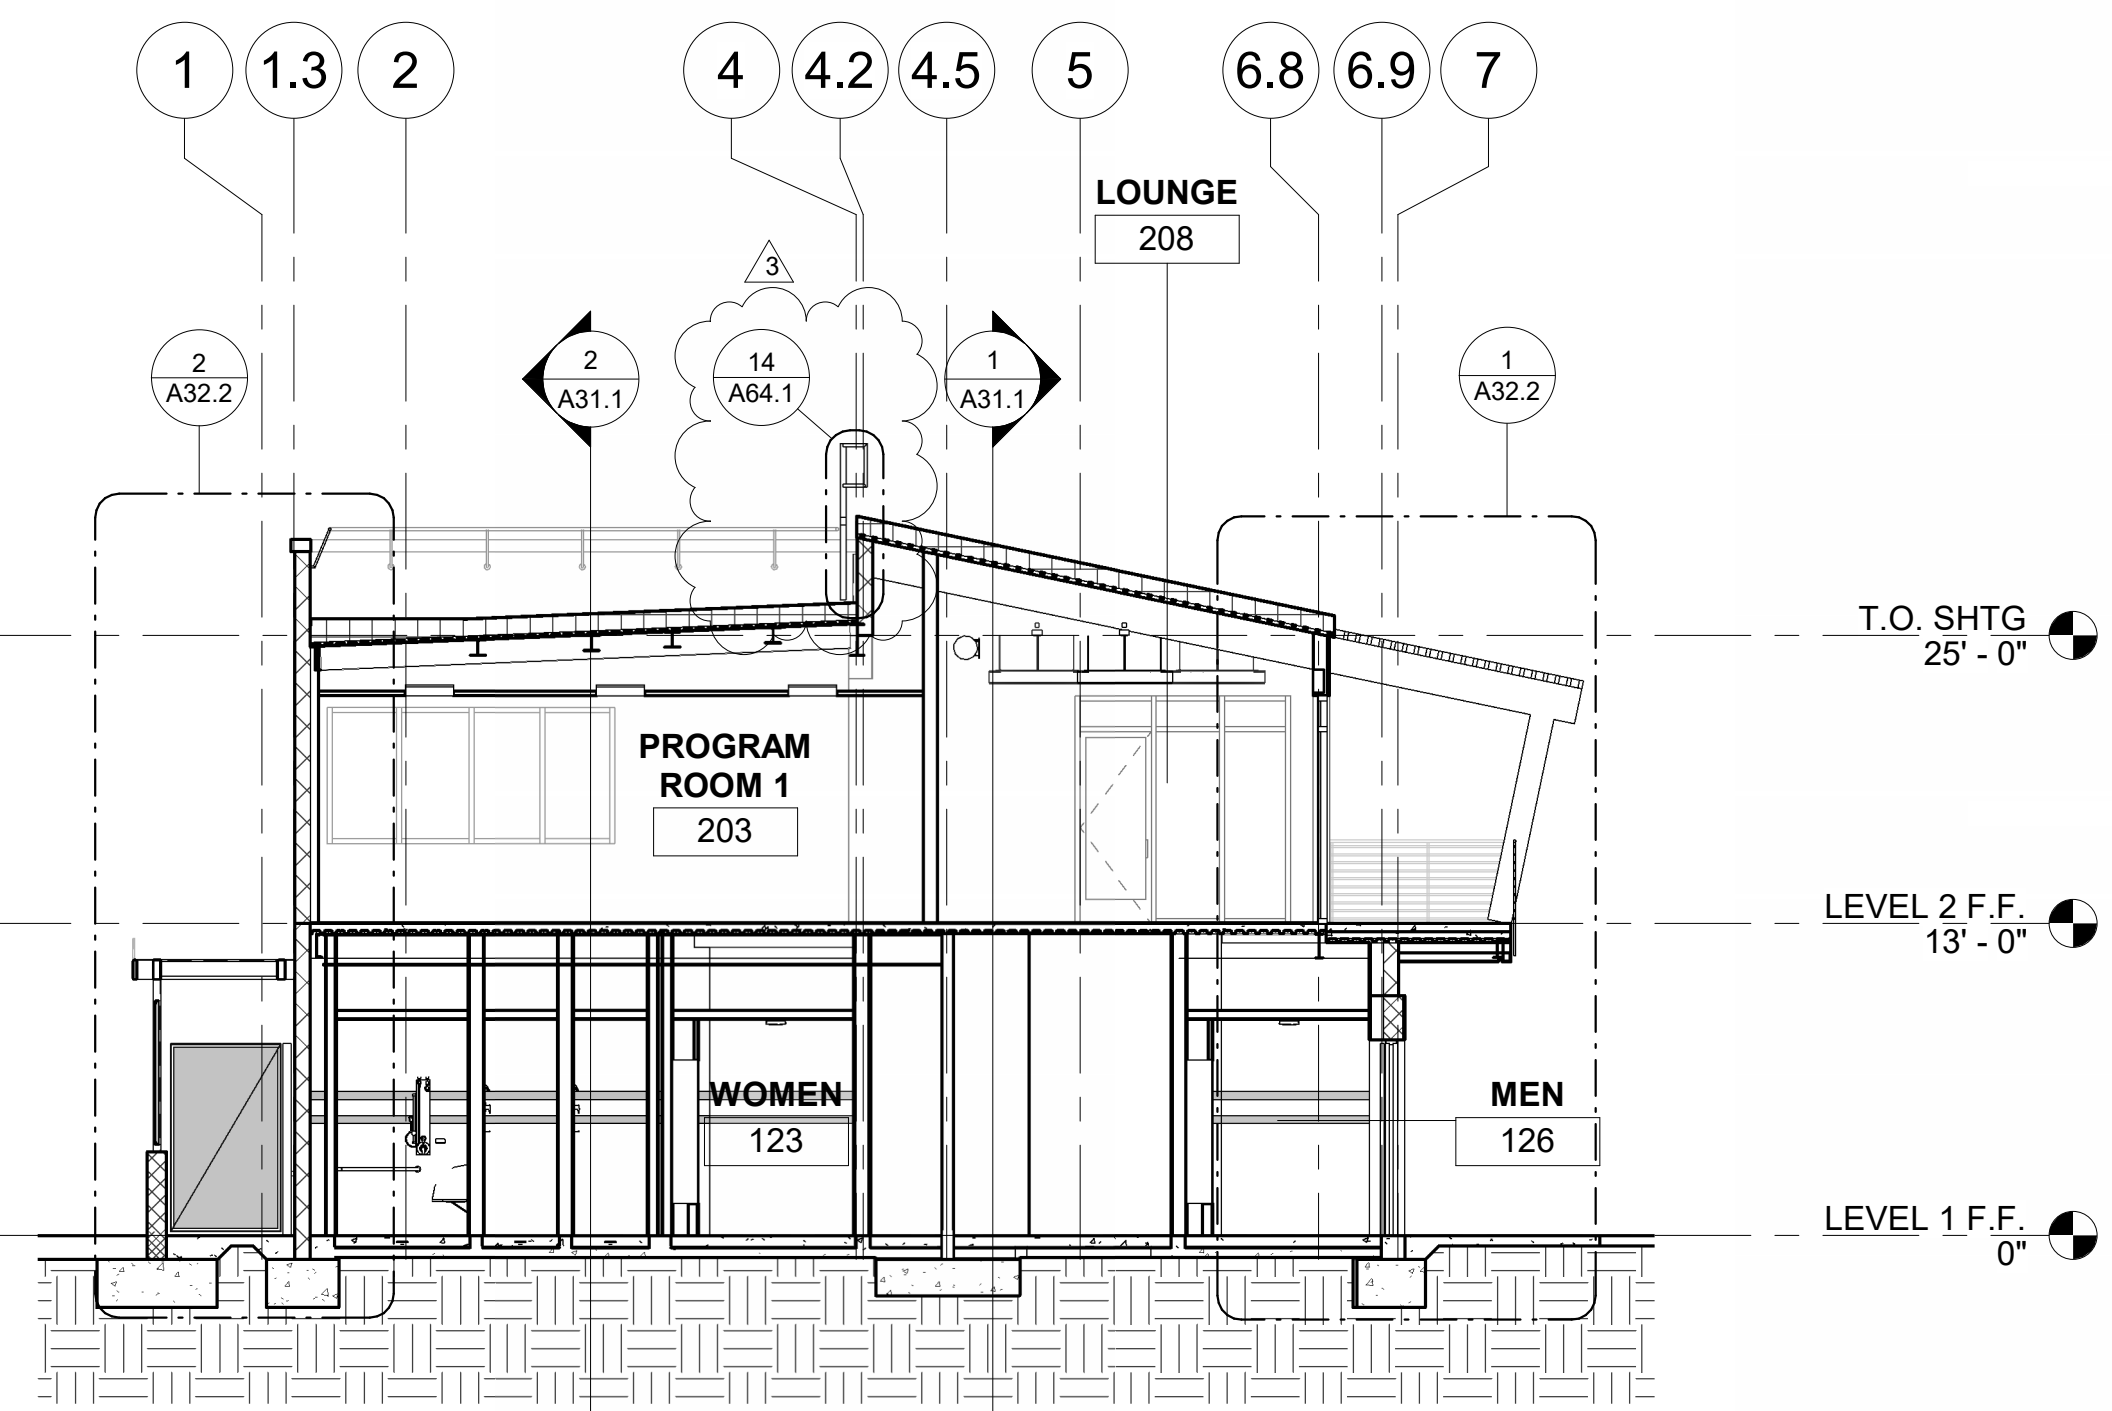 1
1.3
2
4
4.2
4.5
5
6.8
6.9
7
LOUNGE
208
3
2
A32.2
2
A31.1
14
A64.1
1
A31.1
1
A32.2
T.O. SHTG
25' - 0"
PROGRAM
ROOM 1
203
LEVEL 2 F.F.
13' - 0"
WOMEN
123
MEN
126
LEVEL 1 F.F.
0"